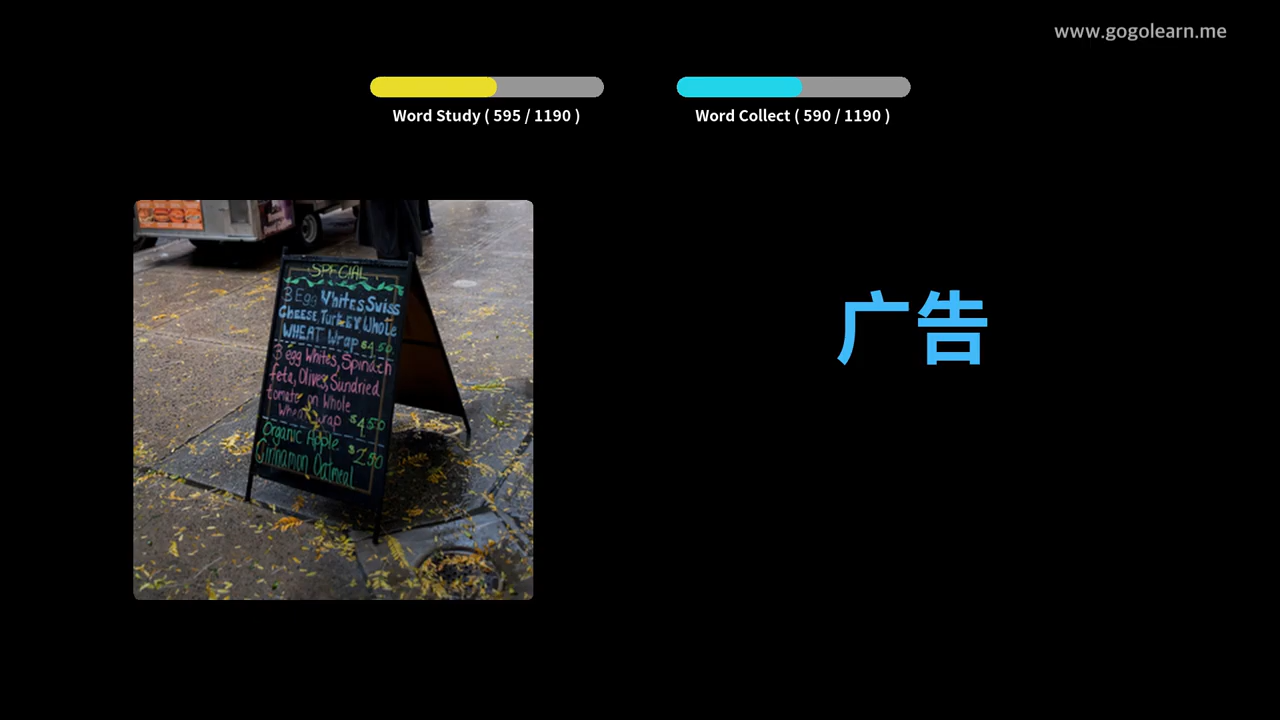 www.gogolearn.me
Word Study ( 595 / 1190 )
Word Collect ( 590 / 1190 )
SPECIAL
3 Egg Whites, Swiss
Cheese, Turkey Whole
WHEAT Wrap $4.50
3 egg Whites, Spinach
feta, Olives, Sundried
tomato on Whole
Wheat wrap $4.50
Organic Apple
Cinnamon Oatmeal $2.50
广告